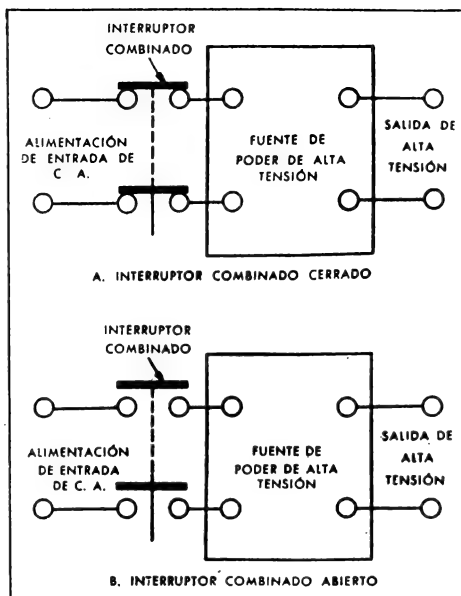 INTERRUPTOR
COMBINADO
ALIMENTACIÓN
DE ENTRADA DE
C A.
FUENTE DE
PODER DE ALTA
TENSIÓN
SALIDA DE
ALTA
TENSIÓN
A. INTERRUPTOR COMBINADO CERRADO
INTERRUPTOR
COMBINADO
ALIMENTACIÓN
DE ENTRADA
DE C. A.
FUENTE DE
PODER DE ALTA
TENSIÓN
SALIDA DE
ALTA
TENSIÓN
B. INTERRUPTOR COMBINADO ABIERTO